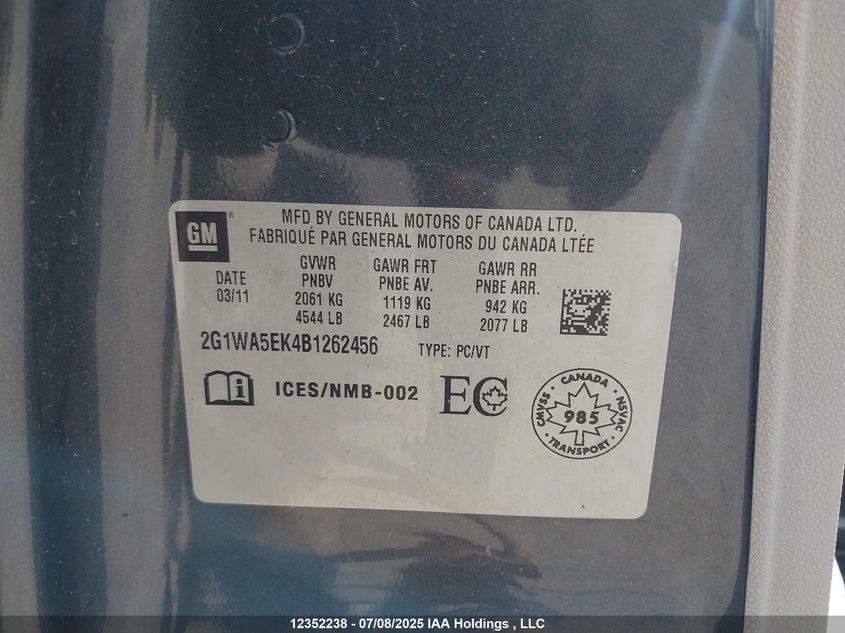 GM ®
MFD BY GENERAL MOTORS OF CANADA LTD.
FABRIQUÉ PAR GENERAL MOTORS DU CANADA LTÉE
DATE
03/11
GVWR
PNBV
2061 KG
4544 LB
GAWR FRT
PNBE AV.
1119 KG
2467 LB
GAWR RR
PNBE ARR.
942 KG
2077 LB
2G1WA5EK4B1262456 TYPE: PC/VT
i ICES/NMB-002 EC
CANADA
CMVSS 985 NSVAC
TRANSPORT
12352238 - 07/08/2025 IAA Holdings , LLC